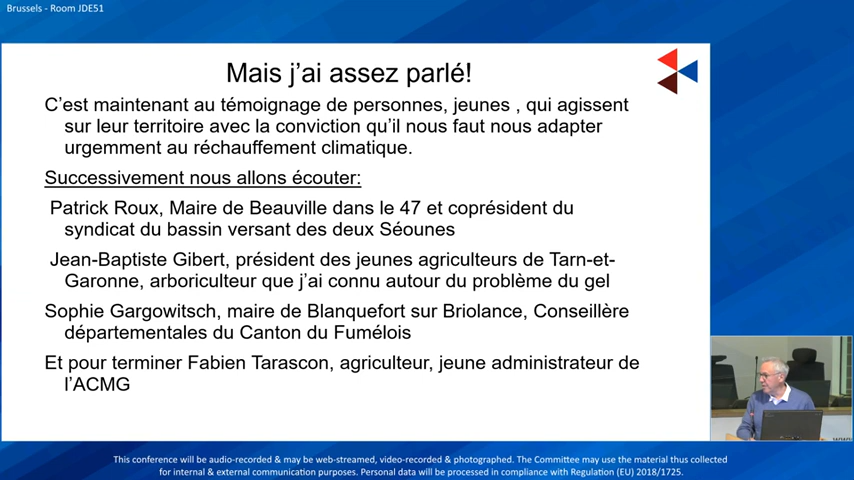 Brussels - Room JDE51
Mais j'ai assez parlé!
C'est maintenant au témoignage de personnes, jeunes , qui agissent
sur leur territoire avec la conviction qu'il nous faut nous adapter
urgemment au réchauffement climatique.
Successivement nous allons écouter:
Patrick Roux, Maire de Beauville dans le 47 et coprésident du
syndicat du bassin versant des deux Séounes
Jean-Baptiste Gibert, président des jeunes agriculteurs de Tarn-et-
Garonne, arboriculteur que j'ai connu autour du problème du gel
Sophie Gargowitsch, maire de Blanquefort sur Briolance, Conseillère
départementales du Canton du Fumélois
Et pour terminer Fabien Tarascon, agriculteur, jeune administrateur de
l'ACMG
This conference will be audio-recorded & may be web-streamed, video-recorded & photographed. The Committee may use the material thus collected
for internal & external communication purposes. Personal data will be processed in compliance with Regulation (EU) 2018/1725.